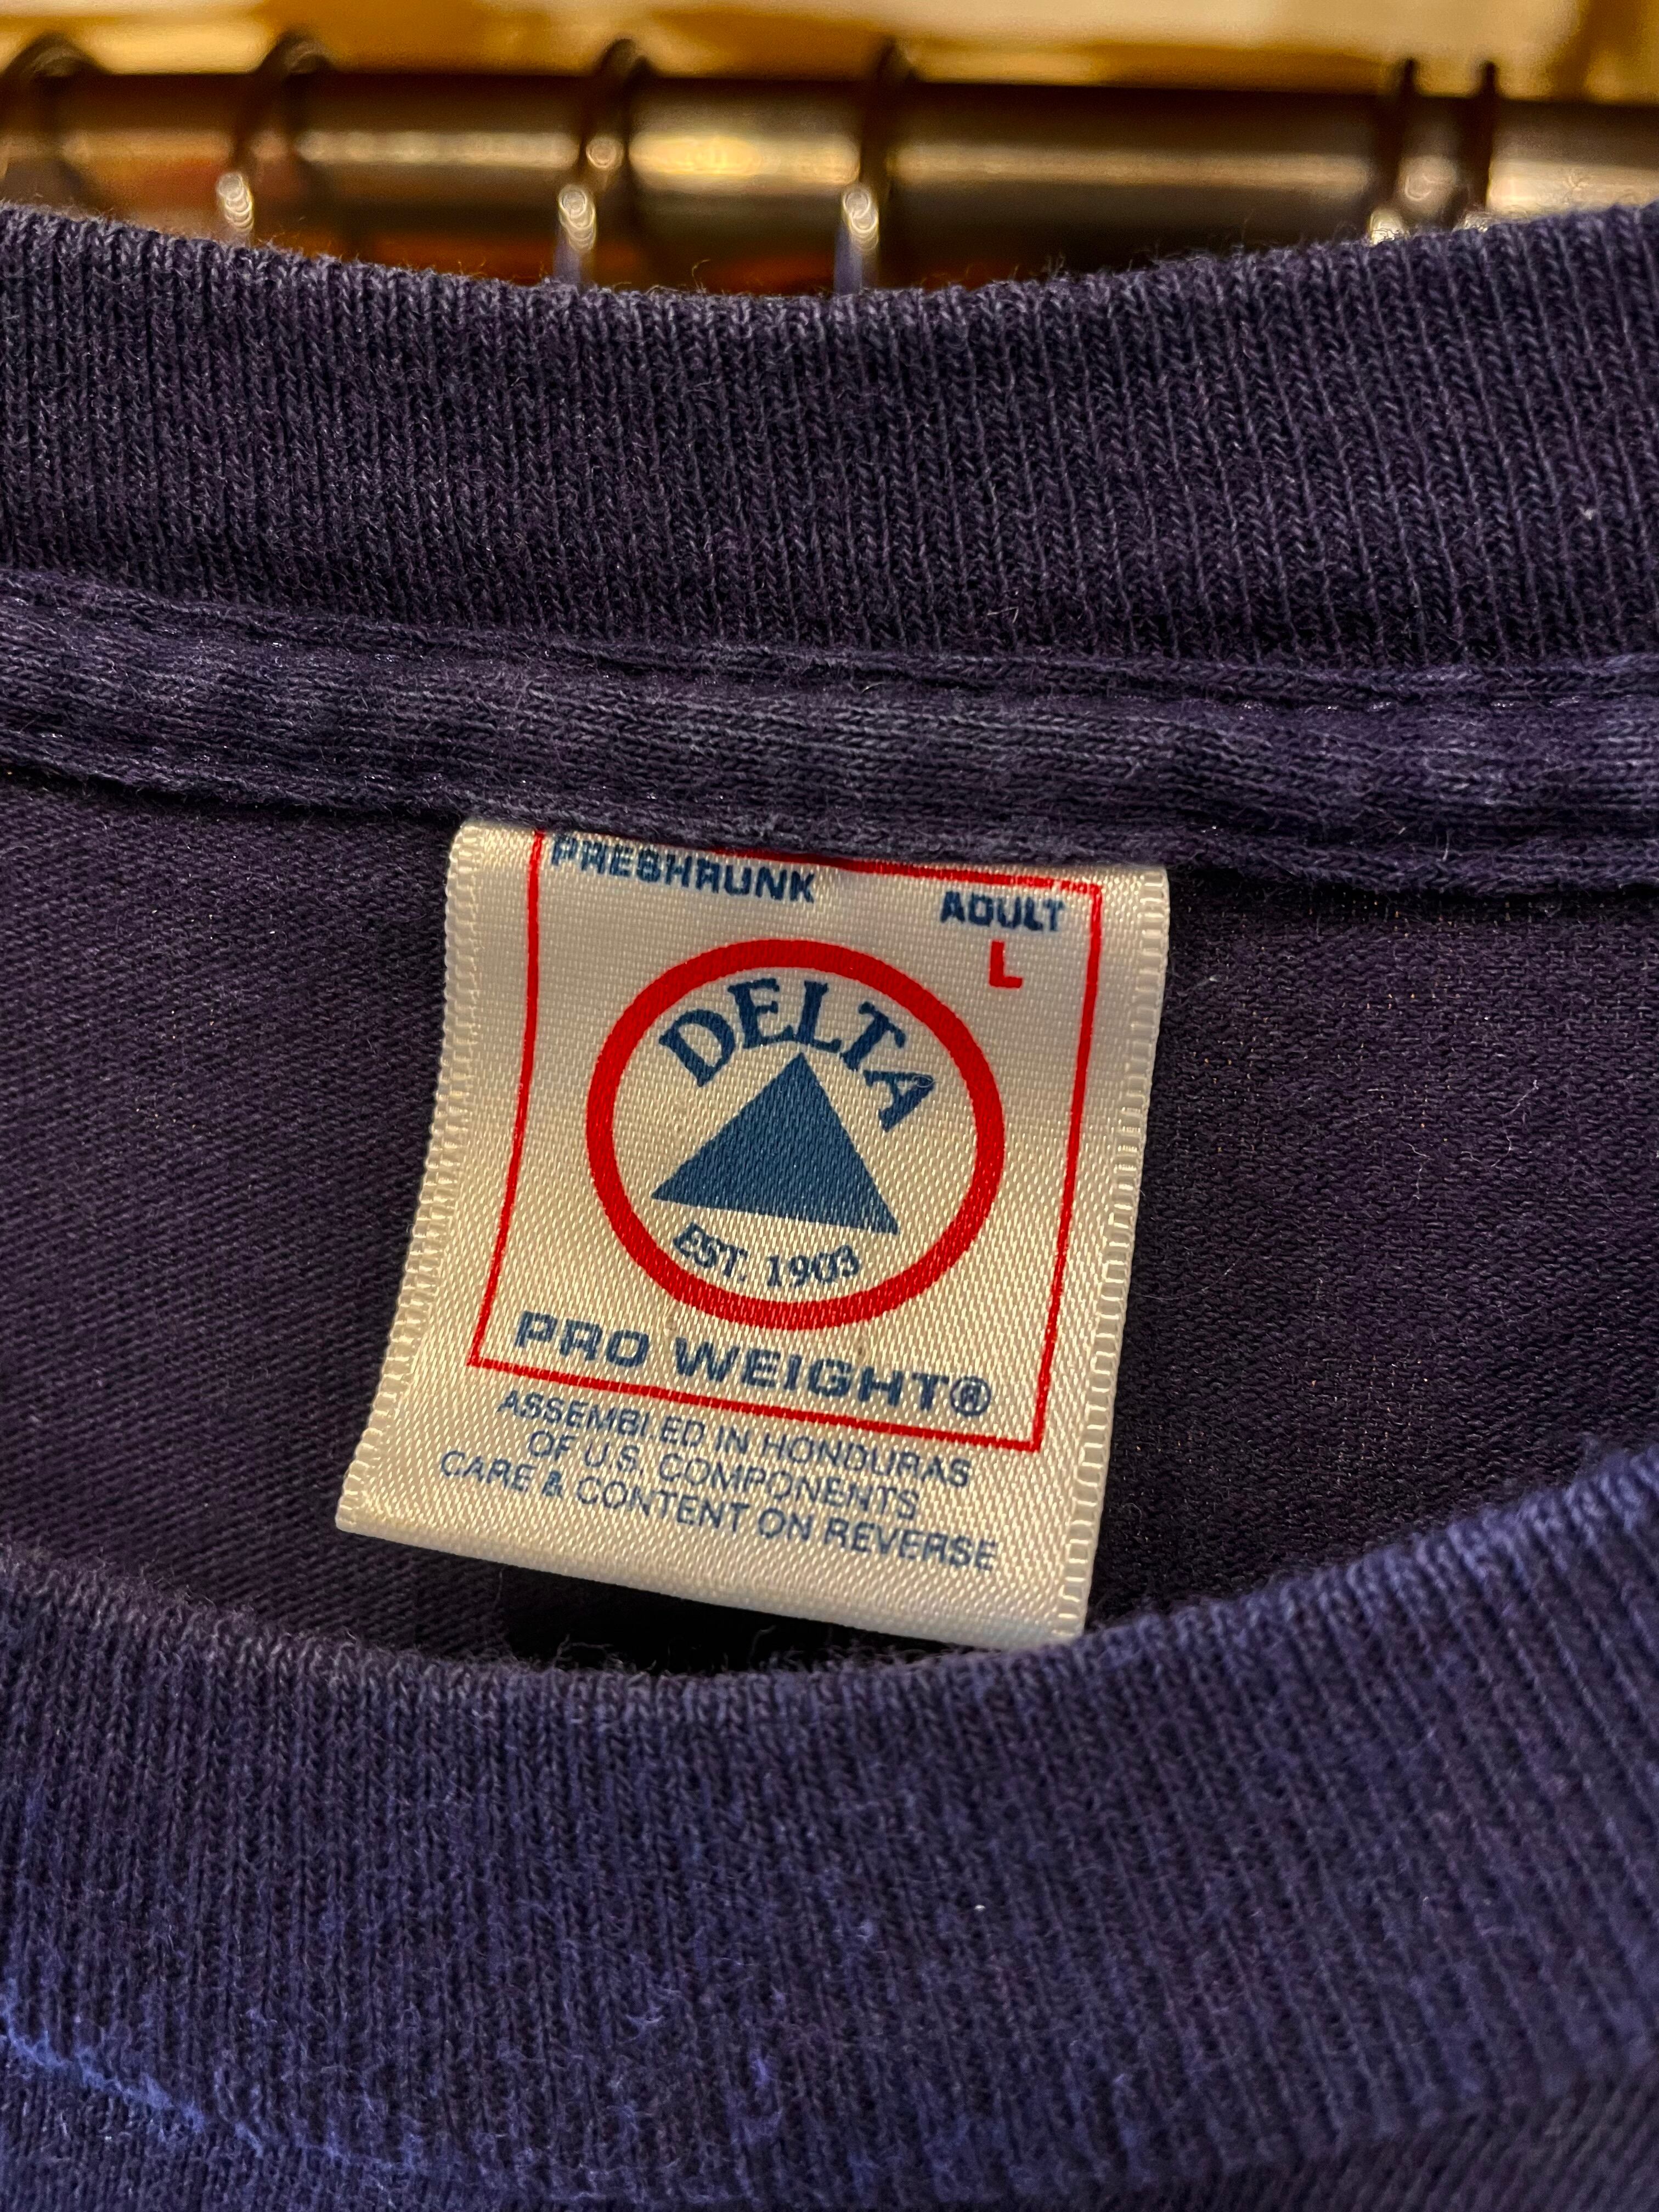 PRESHRUNK
ADULT
L
DELTA
EST. 1903
PRO WEIGHT®
ASSEMBLED IN HONDURAS
OF U.S. COMPONENTS
CARE & CONTENT ON REVERSE